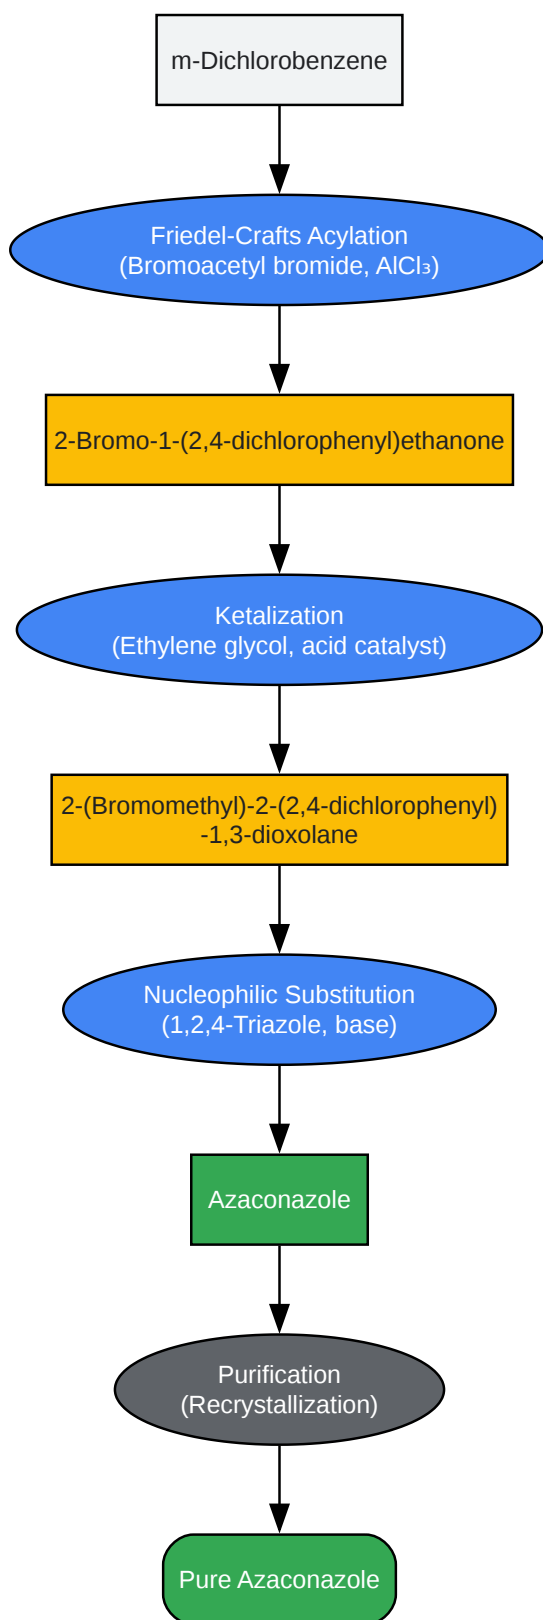 m-Dichlorobenzene
Friedel-Crafts Acylation
(Bromoacetyl bromide, AlCl₃)
2-Bromo-1-(2,4-dichlorophenyl)ethanone
Ketalization
(Ethylene glycol, acid catalyst)
2-(Bromomethyl)-2-(2,4-dichlorophenyl)
-1,3-dioxolane
Nucleophilic Substitution
(1,2,4-Triazole, base)
Azaconazole
Purification
(Recrystallization)
Pure Azaconazole